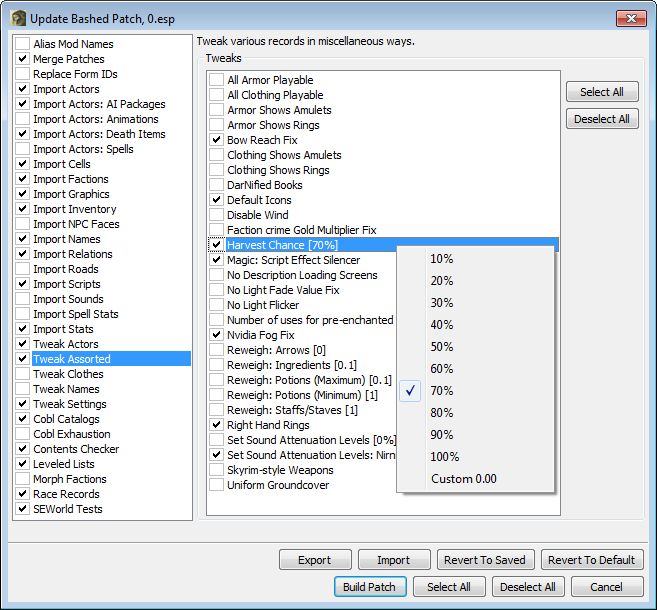 Update Bashed Patch, 0.esp
Alias Mod Names
Merge Patches
Replace Form IDs
Import Actors
Import Actors: AI Packages
Import Actors: Animations
Import Actors: Death Items
Import Actors: Spells
Import Cells
Import Factions
Import Graphics
Import Inventory
Import NPC Faces
Import Names
Import Relations
Import Roads
Import Scripts
Import Sounds
Import Spell Stats
Import Stats
Tweak Actors
Tweak Assorted
Tweak Clothes
Tweak Names
Tweak Settings
Cobl Catalogs
Cobl Exhaustion
Contents Checker
Leveled Lists
Morph Factions
Race Records
SEWorld Tests
Tweak various records in miscellaneous ways.
Tweaks
All Armor Playable
All Clothing Playable
Armor Shows Amulets
Armor Shows Rings
Bow Reach Fix
Clothing Shows Amulets
Clothing Shows Rings
DarNified Books
Default Icons
Disable Wind
Faction crime Gold Multiplier Fix
Harvest Chance [70%]
Magic: Script Effect Silencer
No Description Loading Screens
No Light Fade Value Fix
No Light Flicker
Number of uses for pre-enchanted
Nvidia Fog Fix
Reweigh: Arrows [0]
Reweigh: Ingredients [0.1]
Reweigh: Potions (Maximum) [0.1]
Reweigh: Potions (Minimum) [1]
Reweigh: Staffs/Staves [1]
Right Hand Rings
Set Sound Attenuation Levels [0%]
Set Sound Attenuation Levels: Nirn
Skyrim-style Weapons
Uniform Groundcover
10%
20%
30%
40%
50%
60%
70%
80%
90%
100%
Custom 0.00
Select All
Deselect All
Export
Import
Revert To Saved
Revert To Default
Build Patch
Select All
Deselect All
Cancel